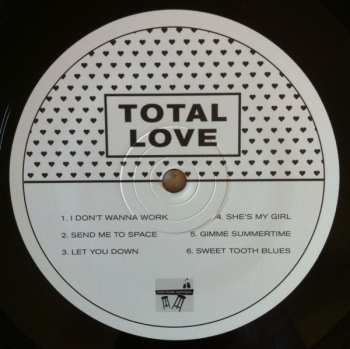 TOTAL
LOVE
1. I DON'T WANNA WORK
2. SEND ME TO SPACE
3. LET YOU DOWN
4. SHE'S MY GIRL
5. GIMME SUMMERTIME
6. SWEET TOOTH BLUES